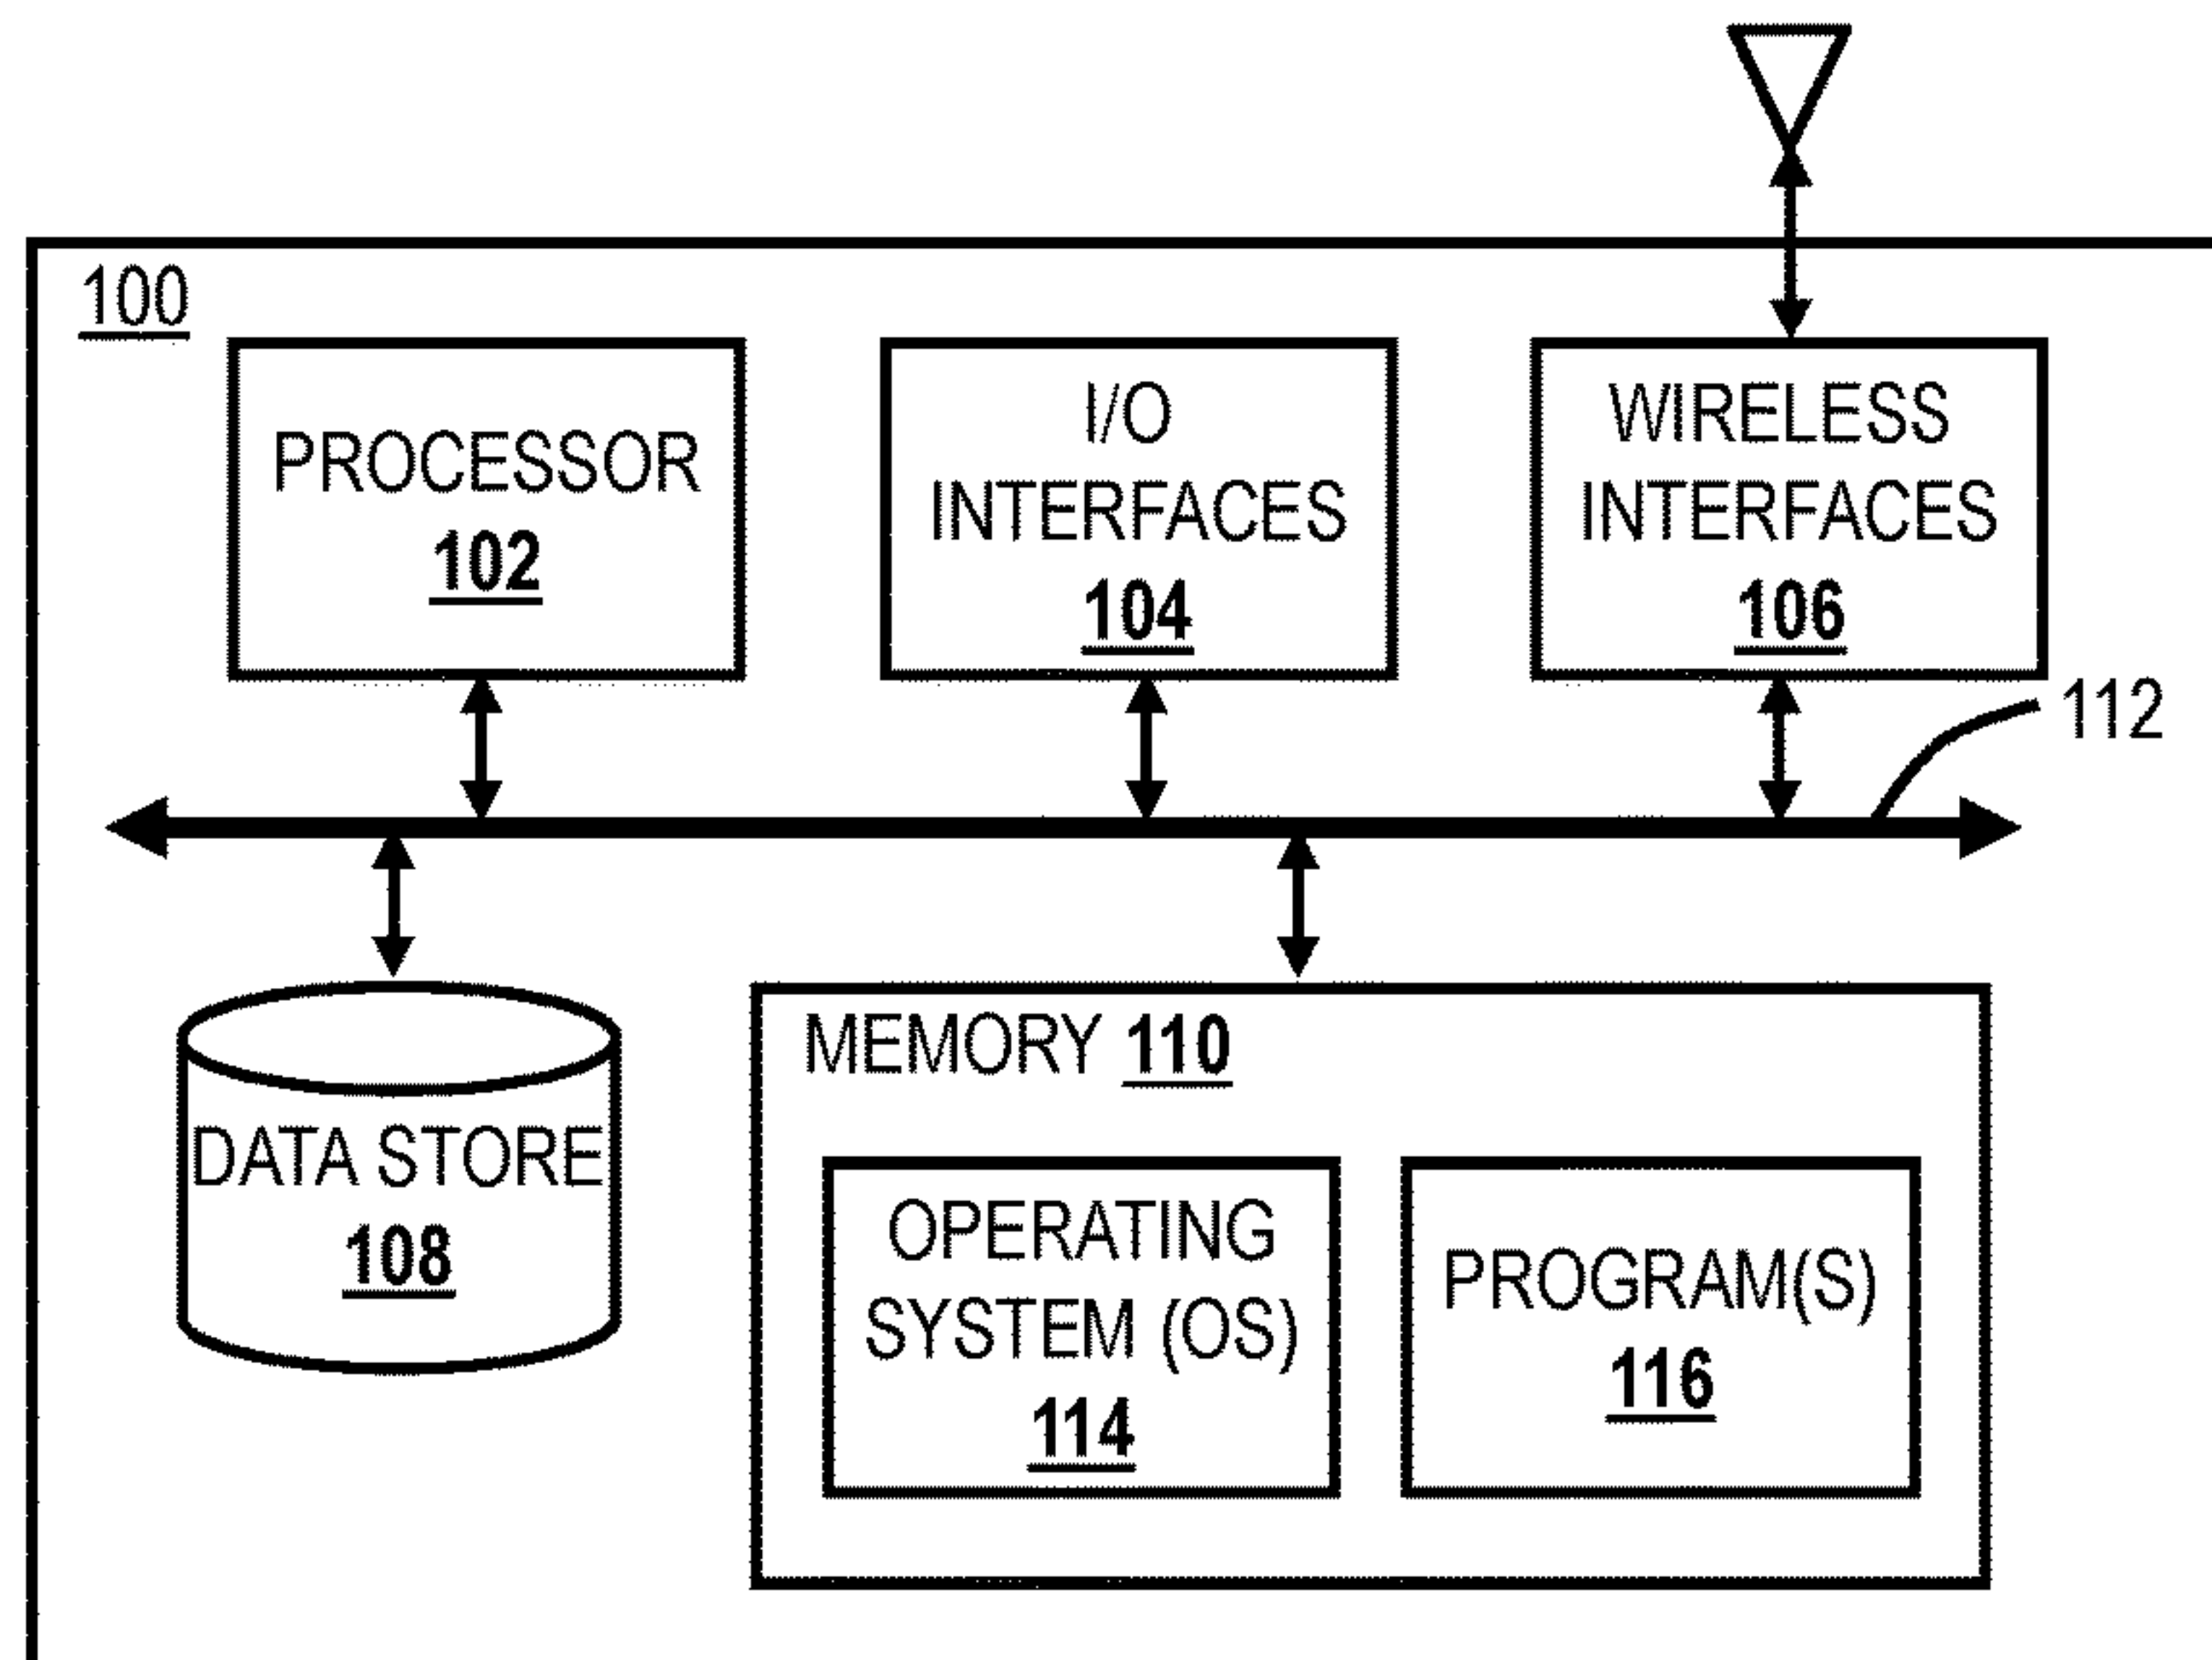 100
PROCESSOR
102
I/O
INTERFACES
104
WIRELESS
INTERFACES
106
112
DATA STORE
108
MEMORY 110
OPERATING
SYSTEM (OS)
114
PROGRAM(S)
116